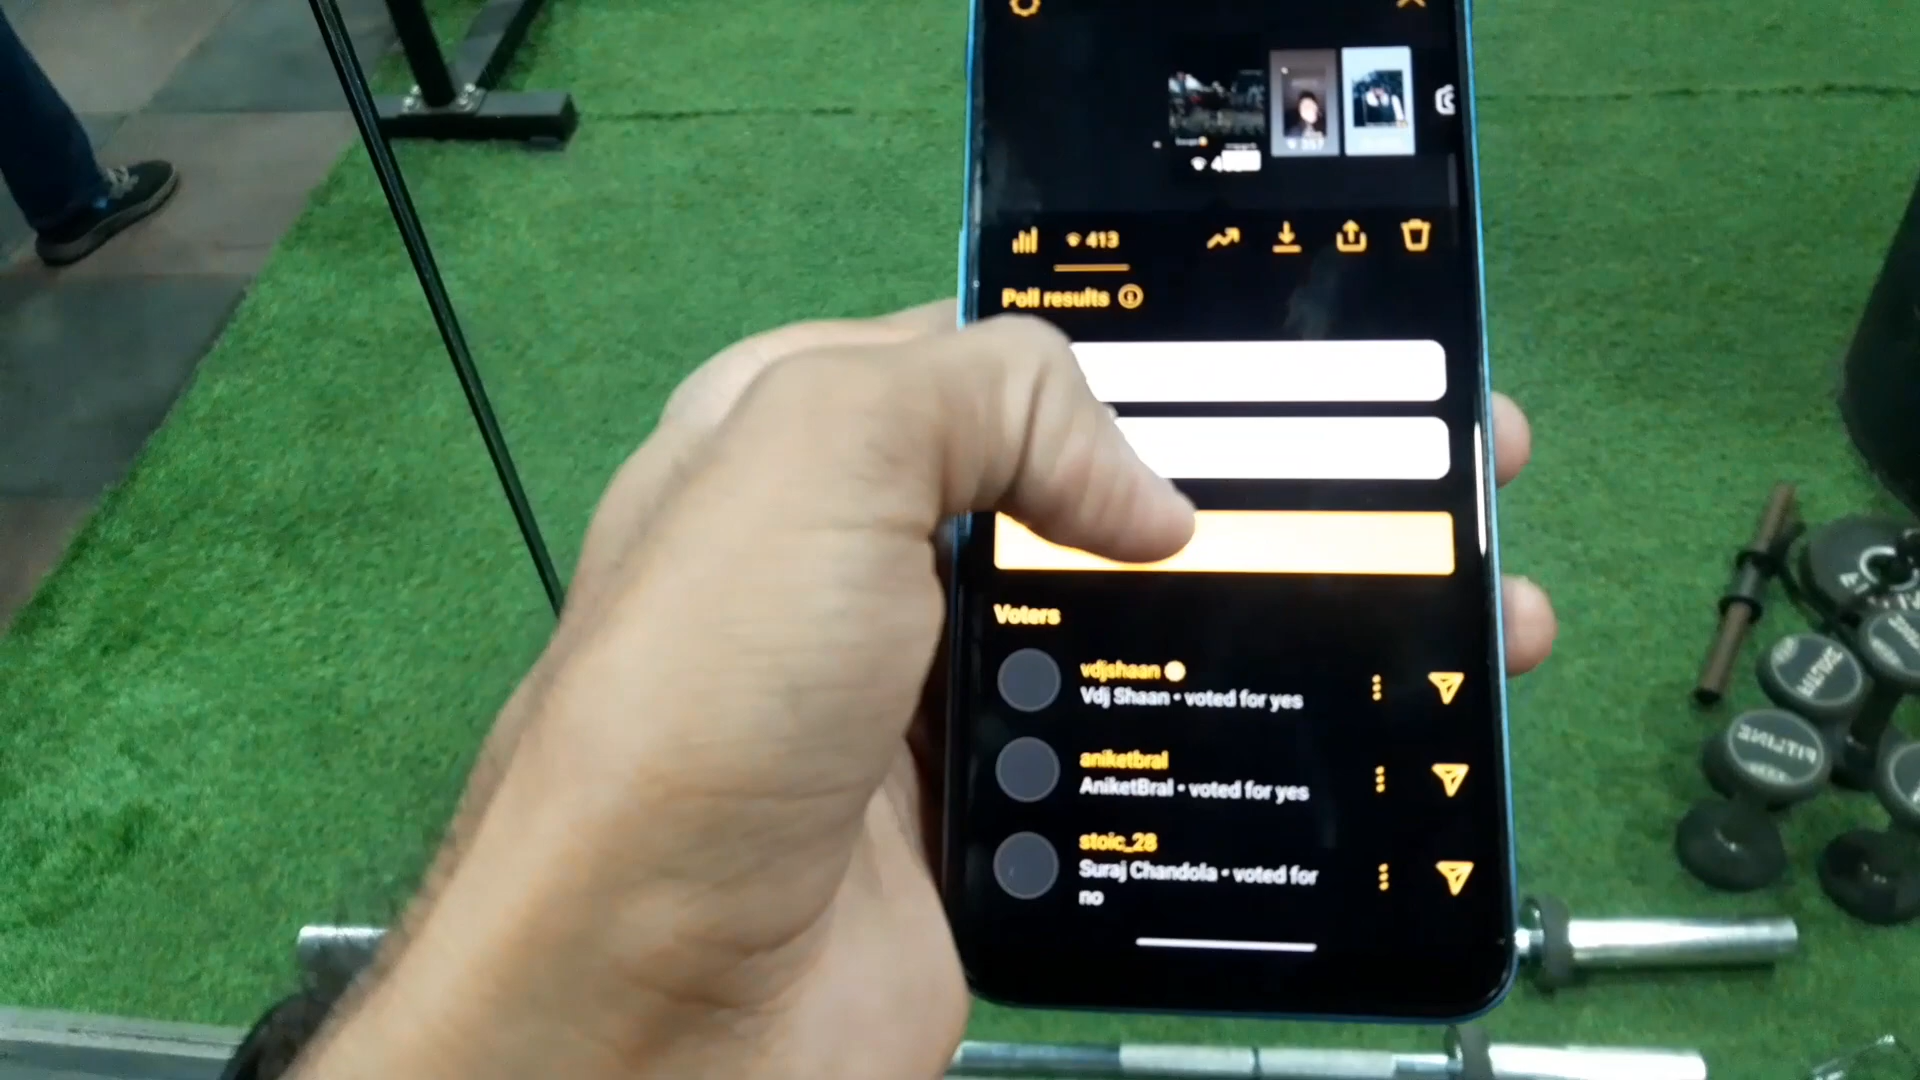 413
Poll results
Voters
vdjshaan
Vdj Shaan • voted for yes
aniketbral
AniketBral • voted for yes
stoic_28
Suraj Chandola • voted for
no